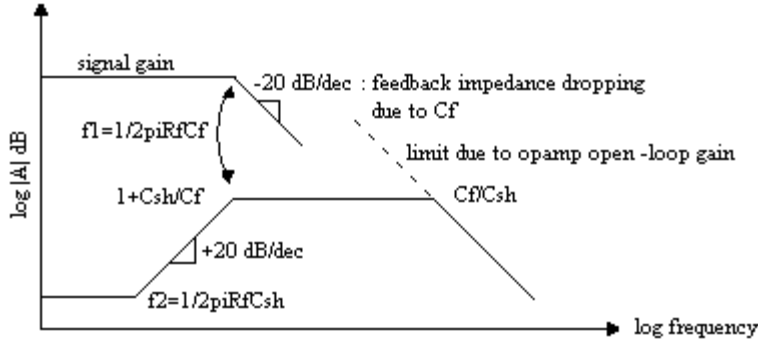 signal gain
-20 dB/dec : feedback impedance dropping
due to Cf
f1=1/2piRfCf
limit due to opamp open -loop gain
log |A| dB
1+Csh/Cf
Cf/Csh
+20 dB/dec
f2=1/2piRfCsh
log frequency